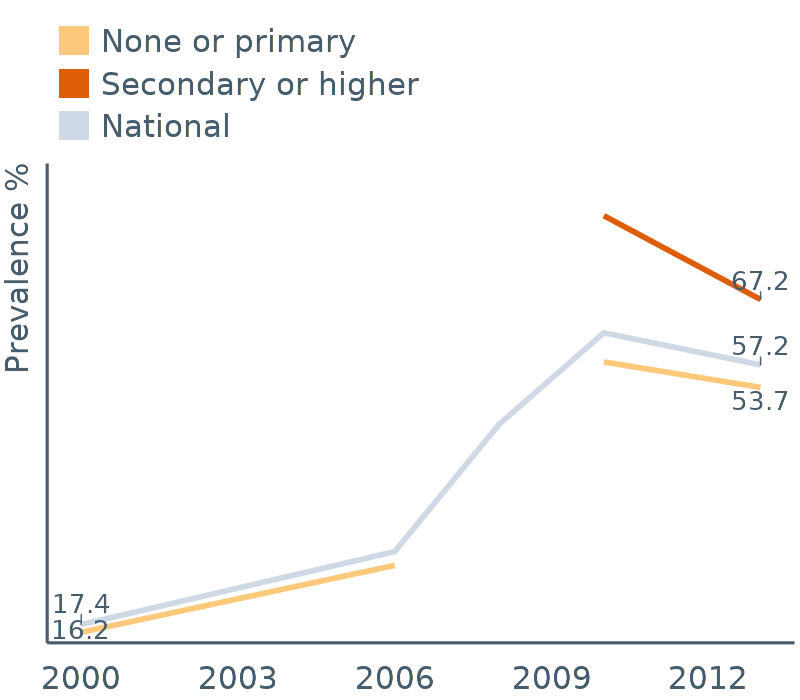 None or primary
Secondary or higher
National
Prevalence %
67.2
57.2
53.7
17.4
16.2
2000 2003 2006 2009 2012